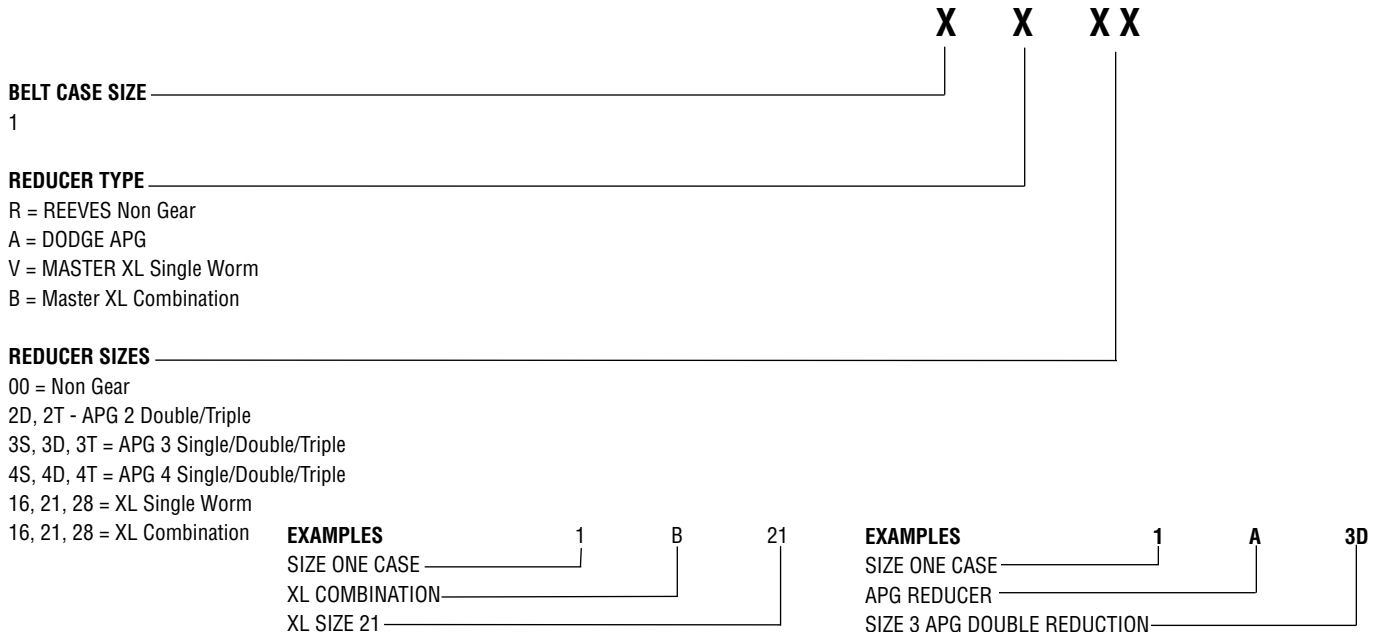 X X X X
BELT CASE SIZE
1
REDUCER TYPE
R = REEVES Non Gear
A = DODGE APG
V = MASTER XL Single Worm
B = Master XL Combination
REDUCER SIZES
00 = Non Gear
2D, 2T - APG 2 Double/Triple
3S, 3D, 3T = APG 3 Single/Double/Triple
4S, 4D, 4T = APG 4 Single/Double/Triple
16, 21, 28 = XL Single Worm
16, 21, 28 = XL Combination
EXAMPLES 1 B 21
SIZE ONE CASE
XL COMBINATION
XL SIZE 21
EXAMPLES 1 A 3D
SIZE ONE CASE
APG REDUCER
SIZE 3 APG DOUBLE REDUCTION